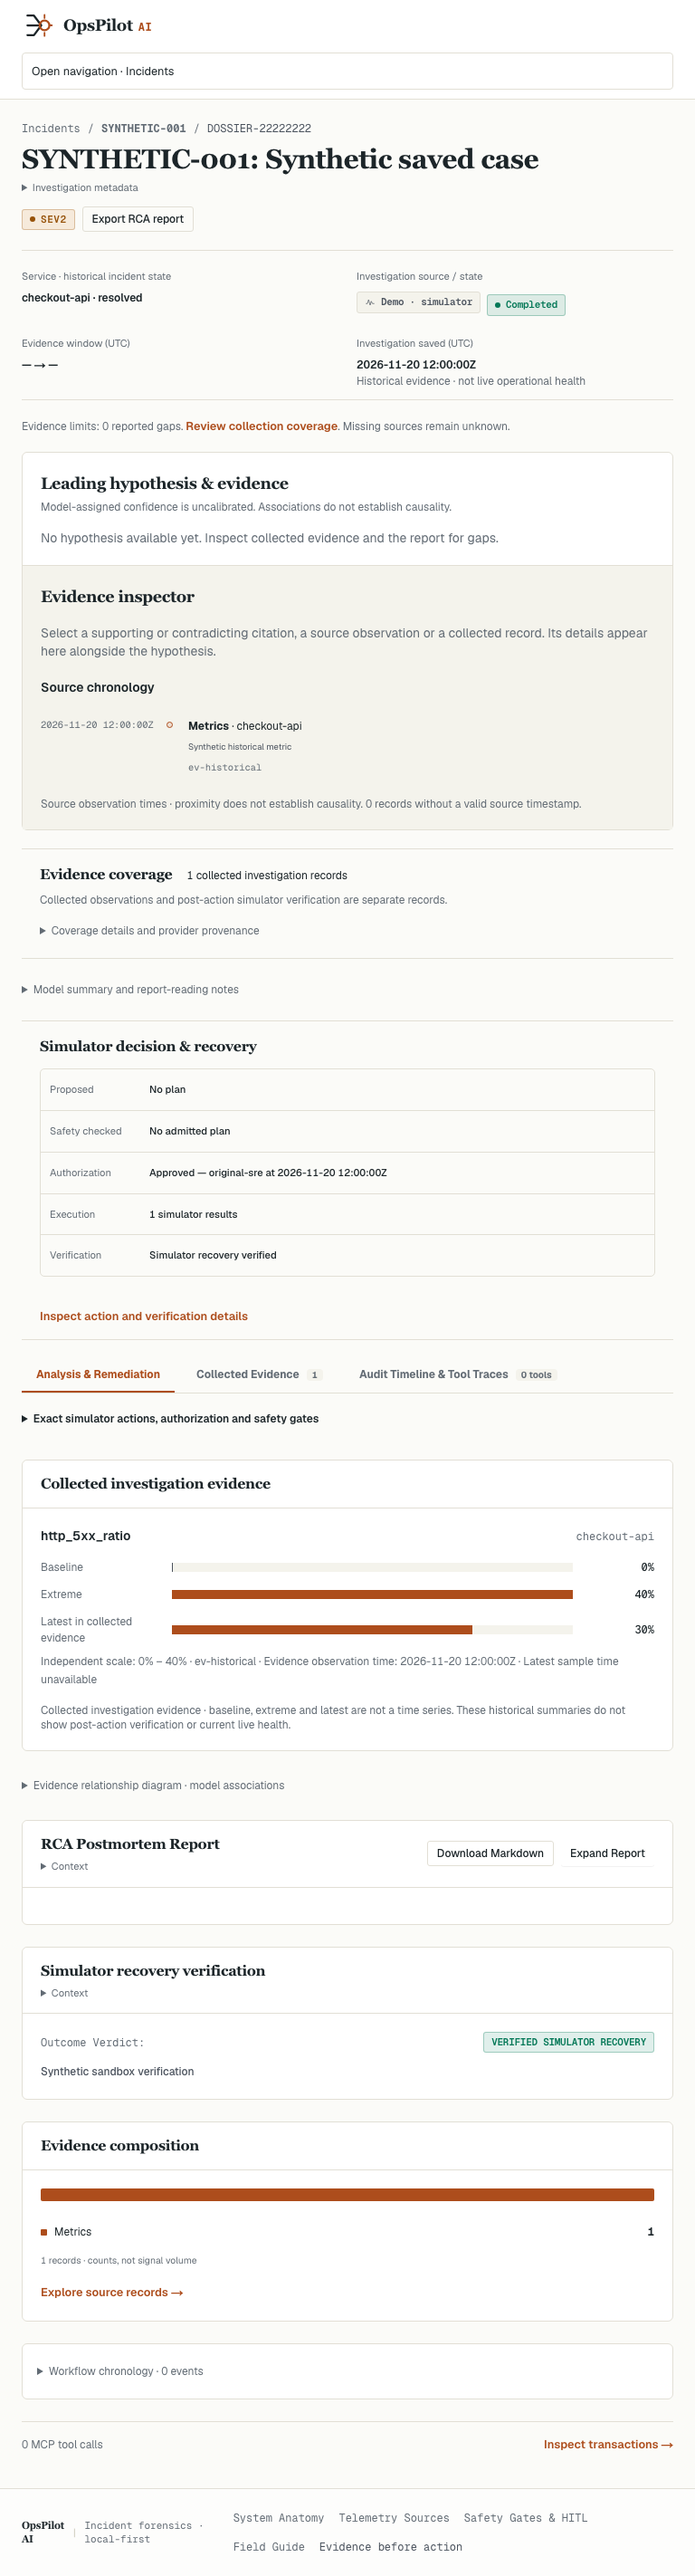 OpsPilot AI
Open navigation · Incidents
Incidents / SYNTHETIC-001 / DOSSIER-22222222
SYNTHETIC-001: Synthetic saved case
▶ Investigation metadata
SEV2 Export RCA report
Service · historical incident state
checkout-api · resolved
Investigation source / state
Demo · simulator Completed
Evidence window (UTC)
— → —
Investigation saved (UTC)
2026-11-20 12:00:00Z
Historical evidence · not live operational health
Evidence limits: 0 reported gaps. Review collection coverage. Missing sources remain unknown.
Leading hypothesis & evidence
Model-assigned confidence is uncalibrated. Associations do not establish causality.
No hypothesis available yet. Inspect collected evidence and the report for gaps.
Evidence inspector
Select a supporting or contradicting citation, a source observation or a collected record. Its details appear
here alongside the hypothesis.
Source chronology
2026-11-20 12:00:00Z Metrics · checkout-api
Synthetic historical metric
ev-historical
Source observation times · proximity does not establish causality. 0 records without a valid source timestamp.
Evidence coverage 1 collected investigation records
Collected observations and post-action simulator verification are separate records.
▶ Coverage details and provider provenance
▶ Model summary and report-reading notes
Simulator decision & recovery
Proposed No plan
Safety checked No admitted plan
Authorization Approved — original-sre at 2026-11-20 12:00:00Z
Execution 1 simulator results
Verification Simulator recovery verified
Inspect action and verification details
Analysis & Remediation Collected Evidence 1 Audit Timeline & Tool Traces 0 tools
▶ Exact simulator actions, authorization and safety gates
Collected investigation evidence
http_5xx_ratio checkout-api
Baseline 0%
Extreme 40%
Latest in collected
evidence 30%
Independent scale: 0% – 40% · ev-historical · Evidence observation time: 2026-11-20 12:00:00Z · Latest sample time
unavailable
Collected investigation evidence · baseline, extreme and latest are not a time series. These historical summaries do not
show post-action verification or current live health.
▶ Evidence relationship diagram · model associations
RCA Postmortem Report
▶ Context
Download Markdown Expand Report
Simulator recovery verification
▶ Context
Outcome Verdict: VERIFIED SIMULATOR RECOVERY
Synthetic sandbox verification
Evidence composition
Metrics 1
1 records · counts, not signal volume
Explore source records →
▶ Workflow chronology · 0 events
0 MCP tool calls Inspect transactions →
OpsPilot
AI
Incident forensics ·
local-first
System Anatomy Telemetry Sources Safety Gates & HITL
Field Guide Evidence before action